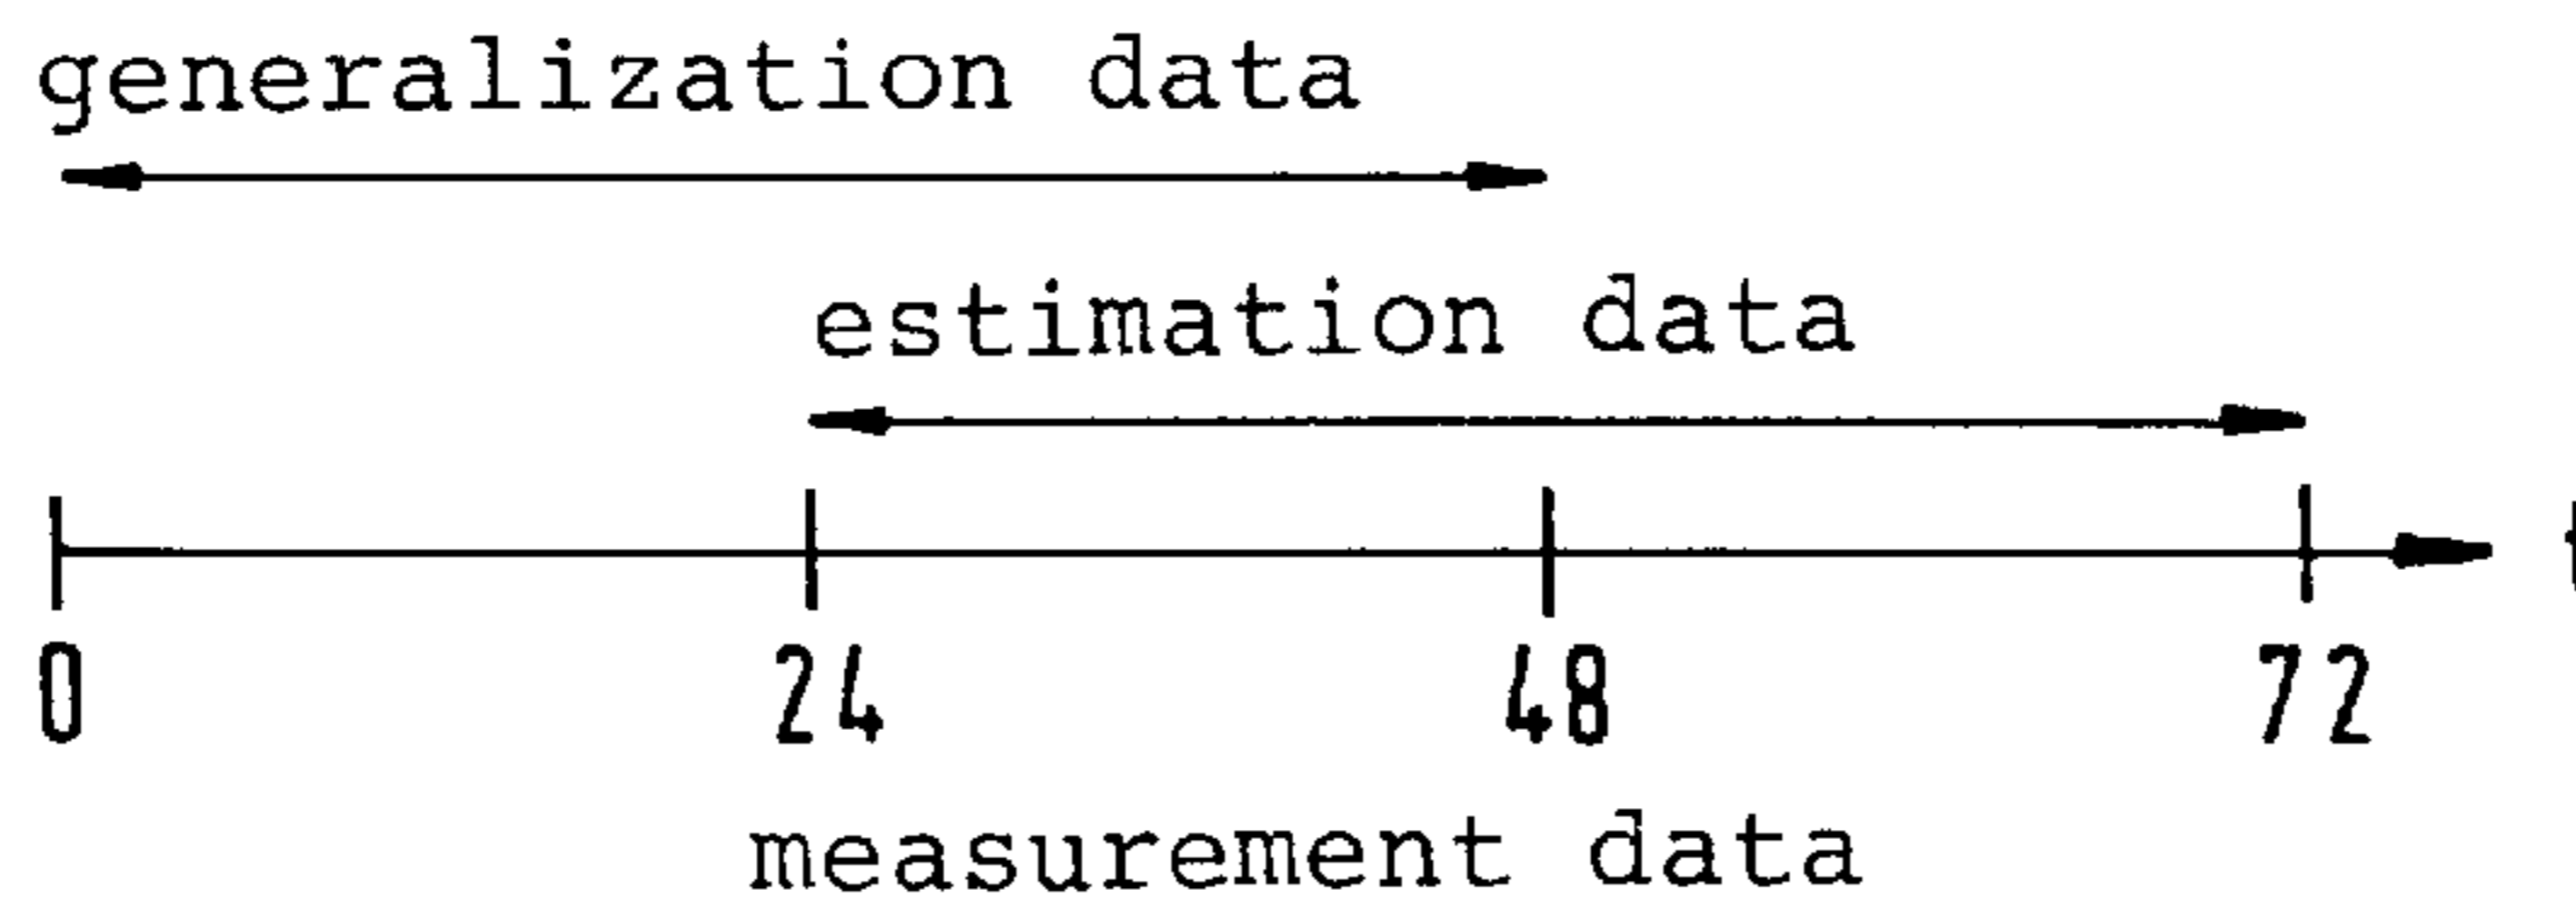 generalization data
estimation data
0 24 48 72
measurement data